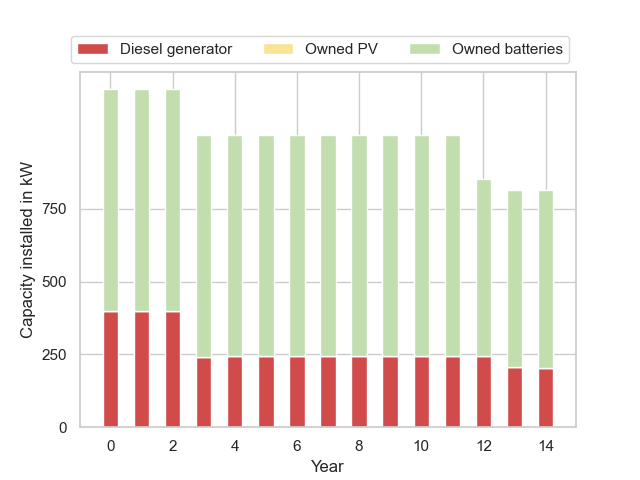 Diesel generator Owned PV Owned batteries
Capacity installed in kW
750
500
250
0
0 2 4 6 8 10 12 14
Year